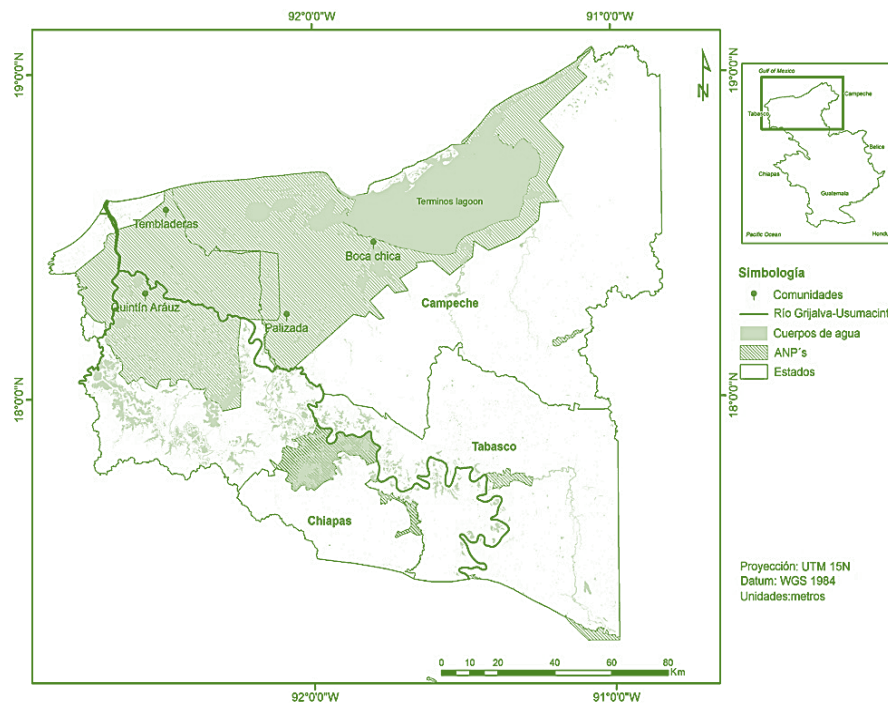 92°0'0"W
91°0'0"W
19°0'0"N
19°0'0"N
Gulf of Mexico
Campeche
Tabasco
Belice
Chiapas
Guatemala
Pacific Ocean
Hondu
Terminos lagoon
Tembladeras
Boca chica
Quintín Aráuz
Palizada
Campeche
Simbología
Comunidades
Río Grijalva-Usumacint
Cuerpos de agua
ANP´s
Estados
18°0'0"N
18°0'0"N
Tabasco
Chiapas
Proyección: UTM 15N
Datum: WGS 1984
Unidades:metros
0 10 20 40 60 80
Km
92°0'0"W
91°0'0"W
N